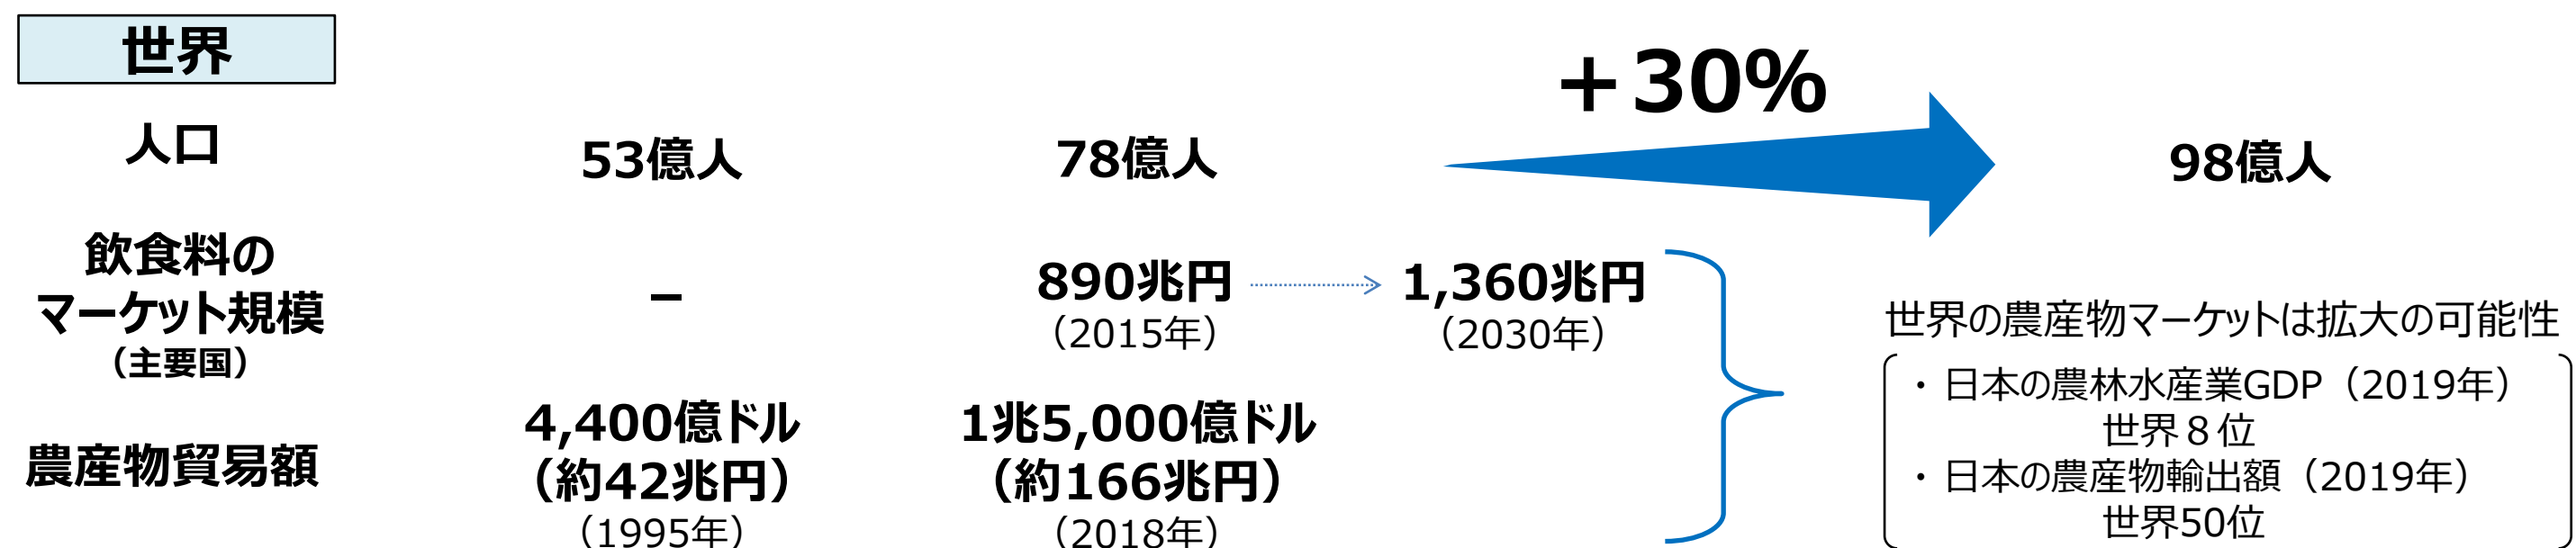 世界
+30%
人口
53億人
78億人
98億人
飲食料の
マーケット規模
（主要国）
–
890兆円
（2015年）
1,360兆円
（2030年）
農産物貿易額
4,400億ドル
（約42兆円）
（1995年）
1兆5,000億ドル
（約166兆円）
（2018年）
世界の農産物マーケットは拡大の可能性
・日本の農林水産業GDP（2019年）
世界８位
・日本の農産物輸出額（2019年）
世界50位